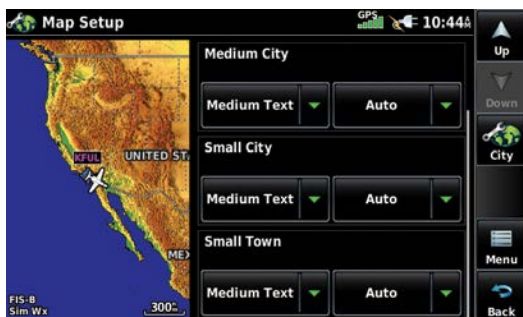 Map Setup
GPS
10:44
Up
Down
City
Menu
Back
Medium City
Medium Text
Auto
Small City
Medium Text
Auto
Small Town
Medium Text
Auto
KFUL
UNITED ST
MEX
FIS-B
Sim Wx
300